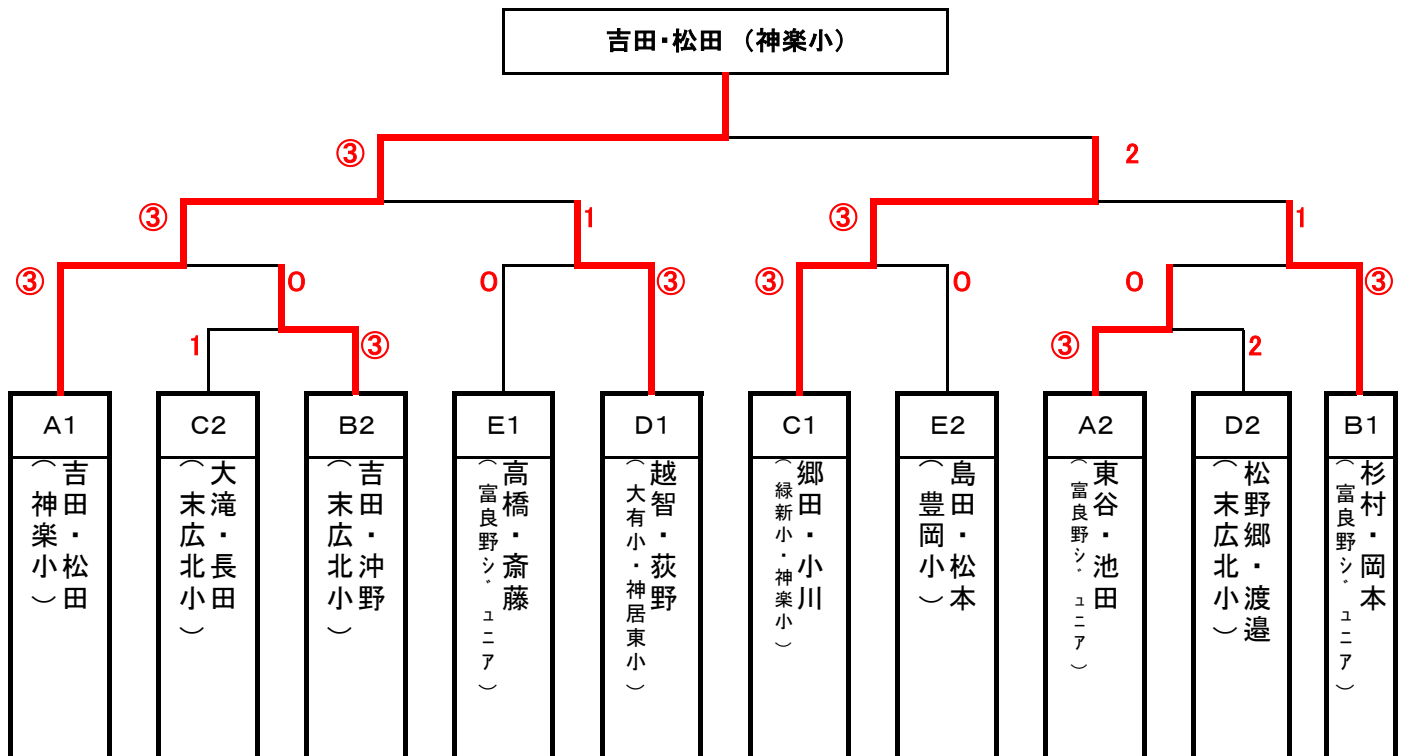 吉田・松田 (神楽小)
③ 2
③ 1 ③ 1
③ 0 0 ③ ③ 0 0 ③
1 ③ ③ 2
A1 C2 B2 E1 D1 C1 E2 A2 D2 B1
吉田・松田
(神楽小)
大滝・長田
(末広北小)
吉田・沖野
(末広北小)
高橋・斎藤
(富良野ジュニア)
越智・荻野
(大有小・神居東小)
郷田・小川
(緑新小・神楽小)
島田・松本
(豊岡小)
東谷・池田
(富良野ジュニア)
松野郷・渡邉
(末広北小)
杉村・岡本
(富良野ジュニア)